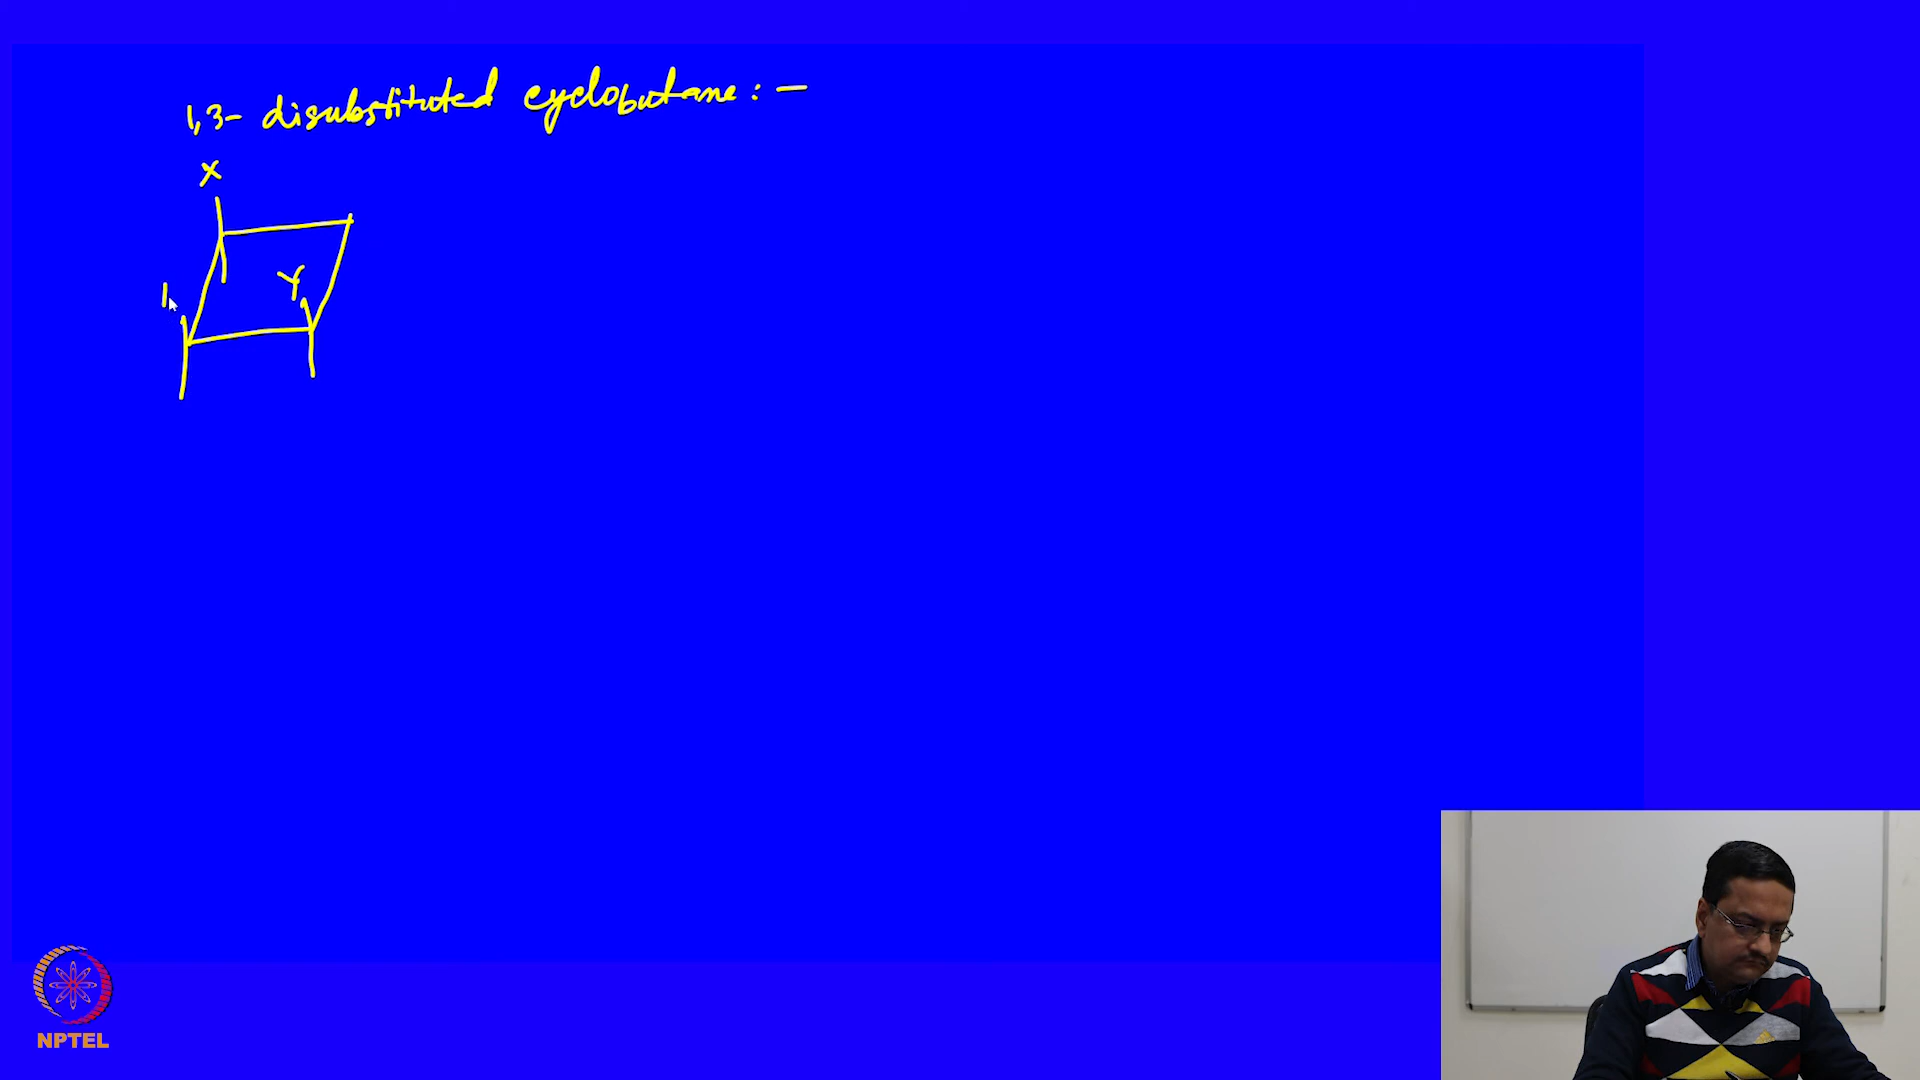 1,3- disubstituted cyclobutane : -
X
Y
NPTEL